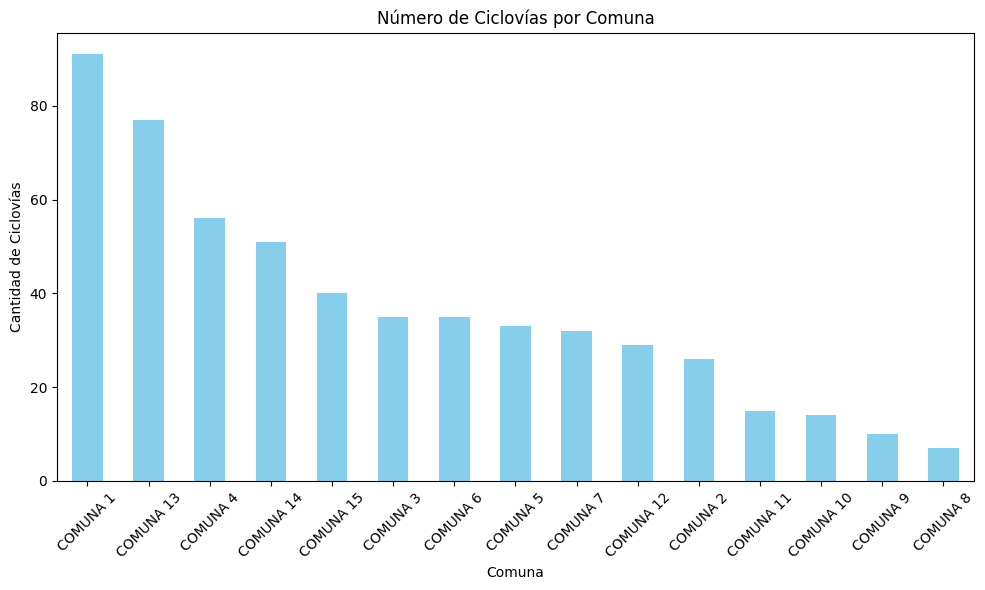 Número de Ciclovías por Comuna
Cantidad de Ciclovías
80
60
40
20
0
COMUNA 1
COMUNA 13
COMUNA 4
COMUNA 14
COMUNA 15
COMUNA 3
COMUNA 6
COMUNA 5
COMUNA 7
COMUNA 12
COMUNA 2
COMUNA 11
COMUNA 10
COMUNA 9
COMUNA 8
Comuna